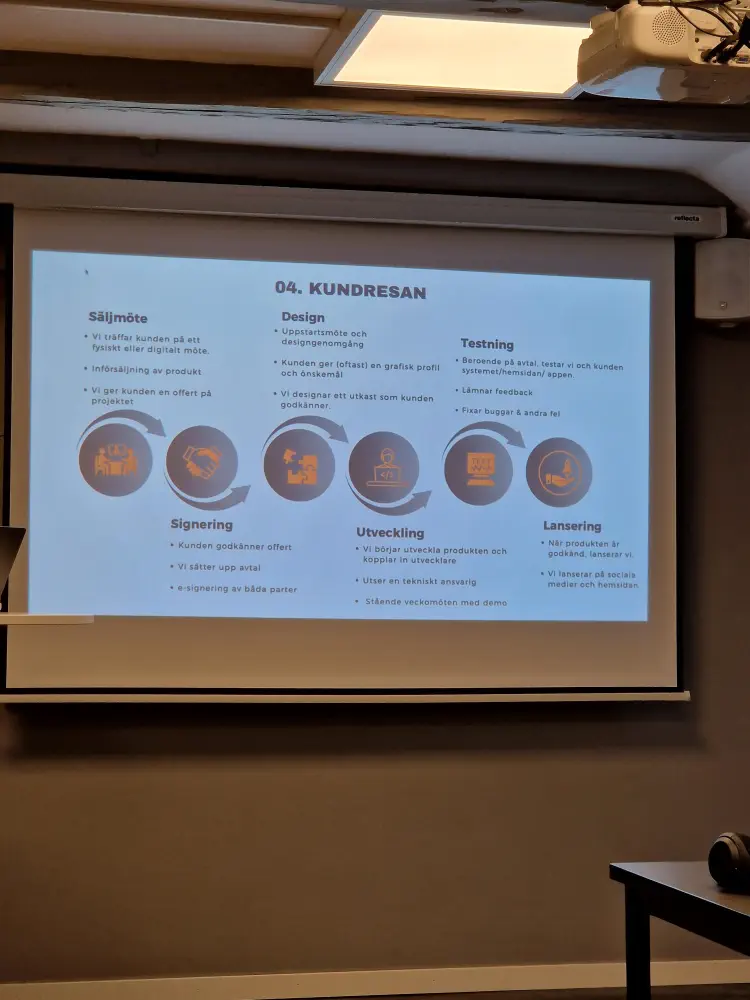 reflecta
04. KUNDRESAN
Säljmöte
• Vi träffar kunden på ett
fysiskt eller digitalt möte.
• Införsäljning av produkt
• Vi ger kunden en offert på
projektet
Signering
• Kunden godkänner offert
• Vi sätter upp avtal
• e-signering av båda parter
Design
• Uppstartsmöte och
designgenomgång
• Kunden ger (oftast) en grafisk profil
och önskemål
• Vi designar ett utkast som kunden
godkänner.
Utveckling
• Vi börjar utveckla produkten och
kopplar in utvecklare
• Utser en tekniskt ansvarig
• Stående veckomöten med demo
Testning
• Beroende på avtal, testar vi och kunden
systemet/hemsidan/ appen.
• Lämnar feedback
• Fixar buggar & andra fel
TEST
Lansering
• När produkten är
godkänd, lanserar vi.
• Vi lanserar på sociala
medier och hemsidan.